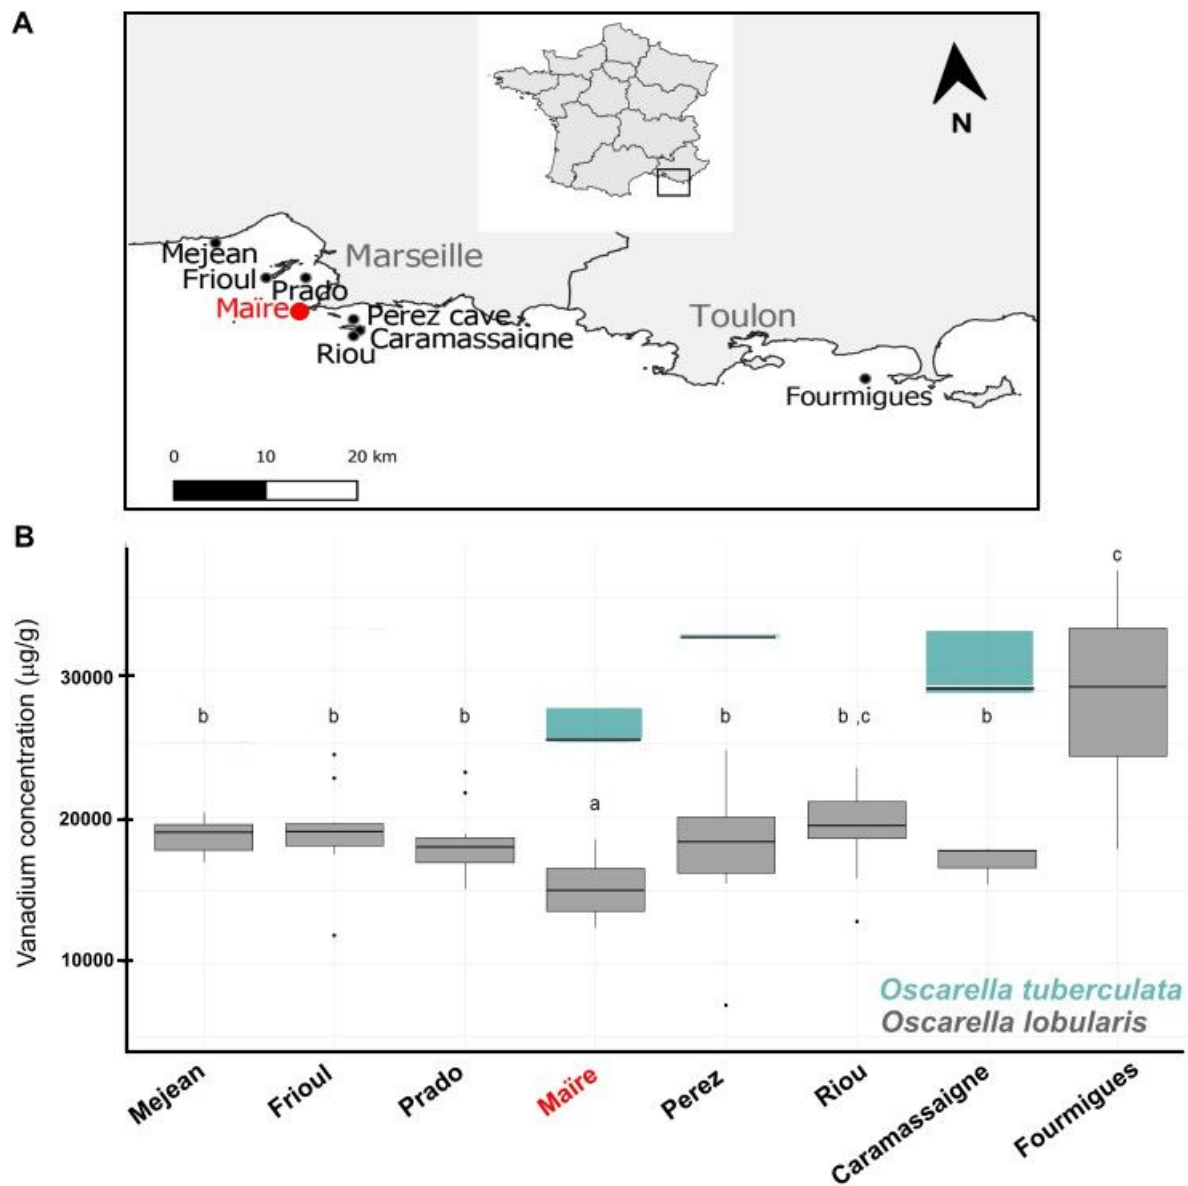 A
N
Mejean
Marseille
Frioul
Prado
Maïre
Perez cave
Caramassaigne
Riou
Toulon
Fourmigues
0 10 20 km
B
Vanadium concentration (µg/g)
30000
20000
10000
b
b
b
a
b
b ,c
b
c
Oscarella tuberculata
Oscarella lobularis
Mejean
Frioul
Prado
Maïre
Perez
Riou
Caramassaigne
Fourmigues